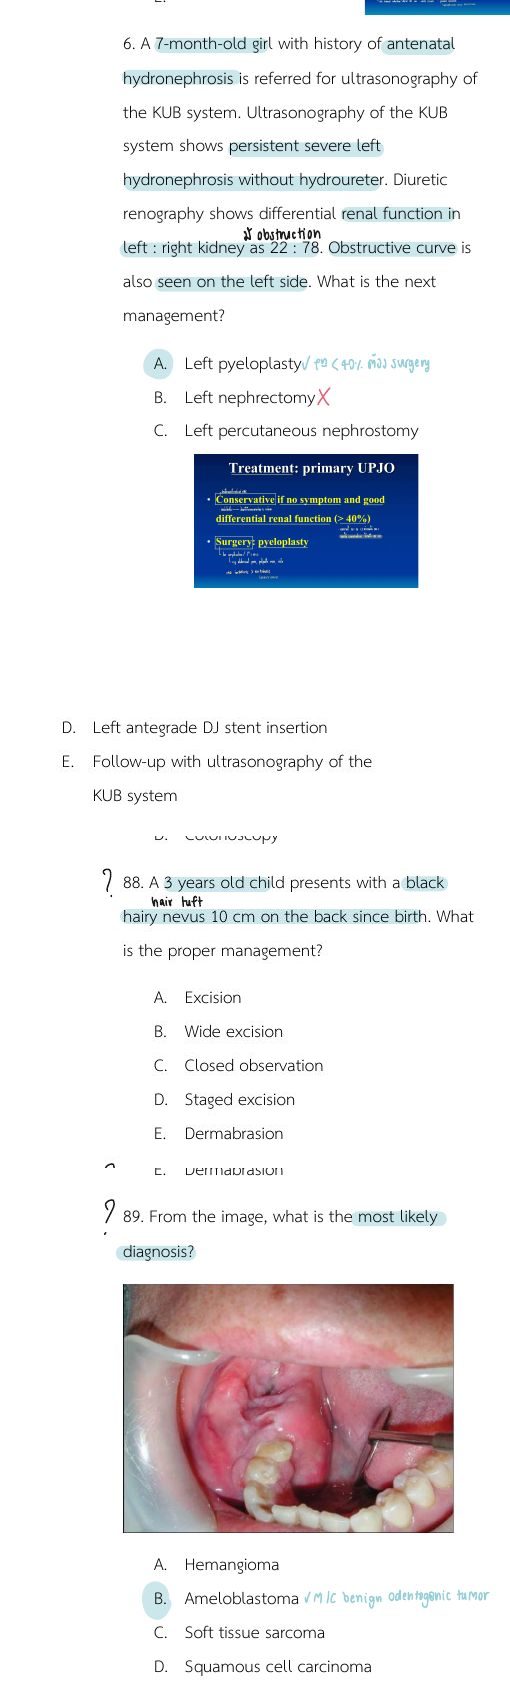 6. A 7-month-old girl with history of antenatal
hydronephrosis is referred for ultrasonography of
the KUB system. Ultrasonography of the KUB
system shows persistent severe left
hydronephrosis without hydroureter. Diuretic
renography shows differential renal function in
มี obstruction
left : right kidney as 22 : 78. Obstructive curve is
also seen on the left side. What is the next
management?
A. Left pyeloplasty √ <40% surgery
B. Left nephrectomy X
C. Left percutaneous nephrostomy
Treatment: primary UPJO
• Conservative if no symptom and good
differential renal function (> 40%)
• Surgery: pyeloplasty
D. Left antegrade DJ stent insertion
E. Follow-up with ultrasonography of the
KUB system
D. Colonoscopy
? 88. A 3 years old child presents with a black
hair tuft
hairy nevus 10 cm on the back since birth. What
is the proper management?
A. Excision
B. Wide excision
C. Closed observation
D. Staged excision
E. Dermabrasion
E. Dermabrasion
? 89. From the image, what is the most likely
diagnosis?
A. Hemangioma
B. Ameloblastoma √ M/C benign odentogenic tumor
C. Soft tissue sarcoma
D. Squamous cell carcinoma